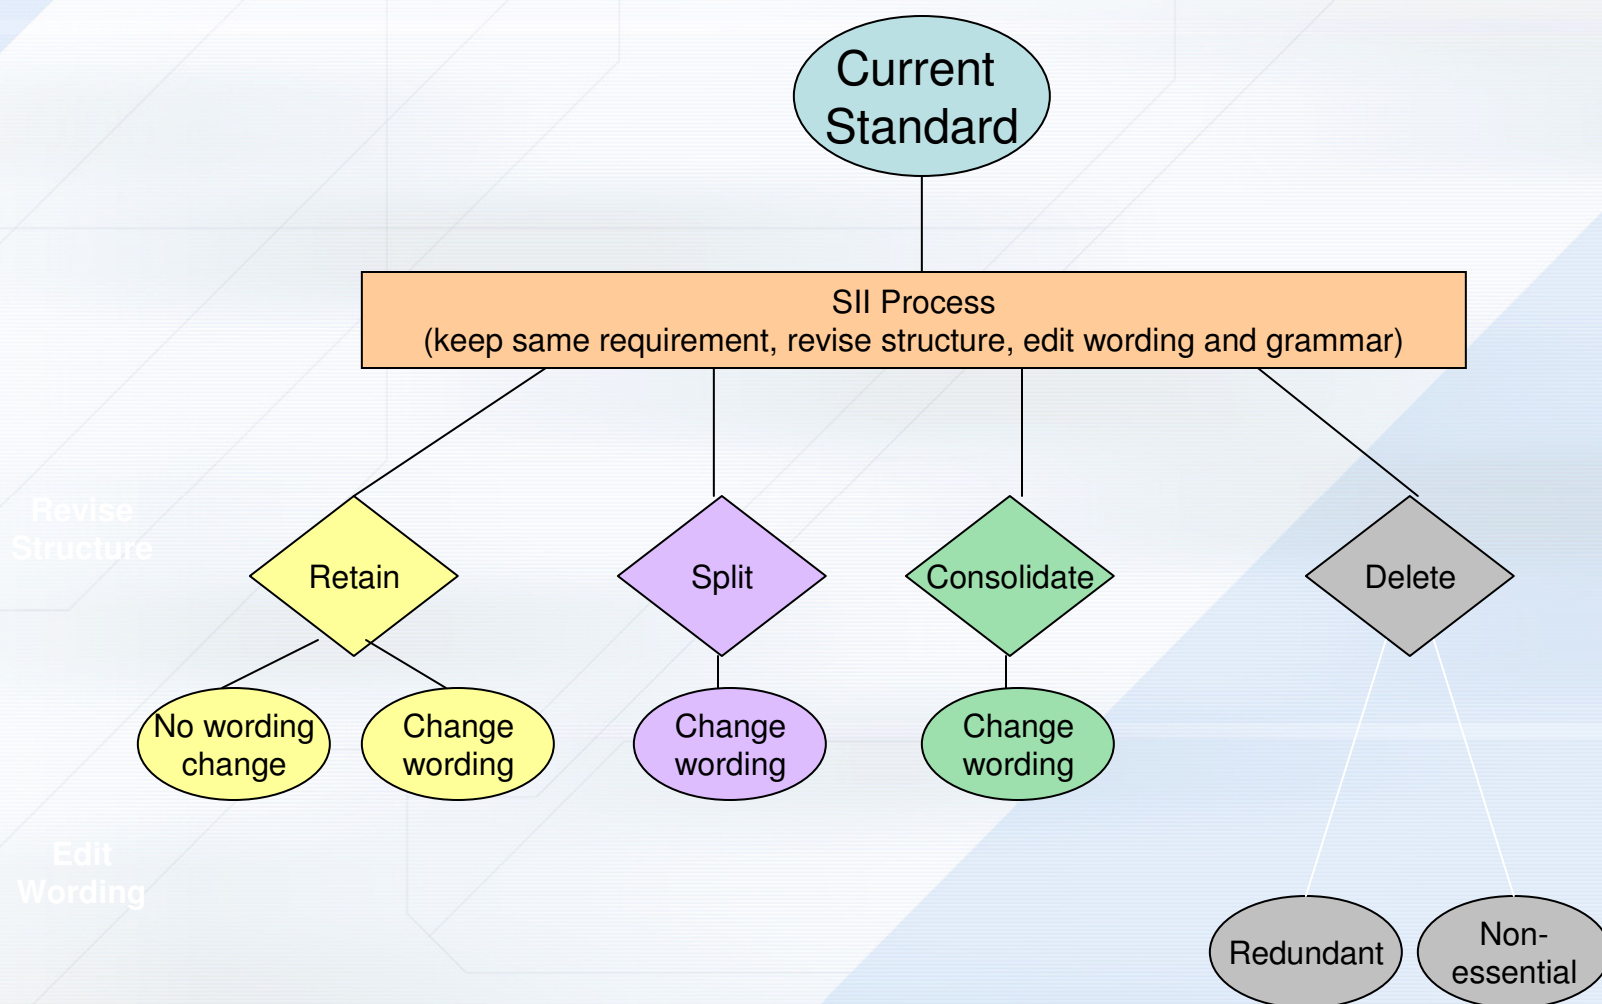 Current
Standard
SII Process
(keep same requirement, revise structure, edit wording and grammar)
Revise
Structure
Retain
Split
Consolidate
Delete
No wording
change
Change
wording
Change
wording
Change
wording
Edit
Wording
Redundant
Non-
essential